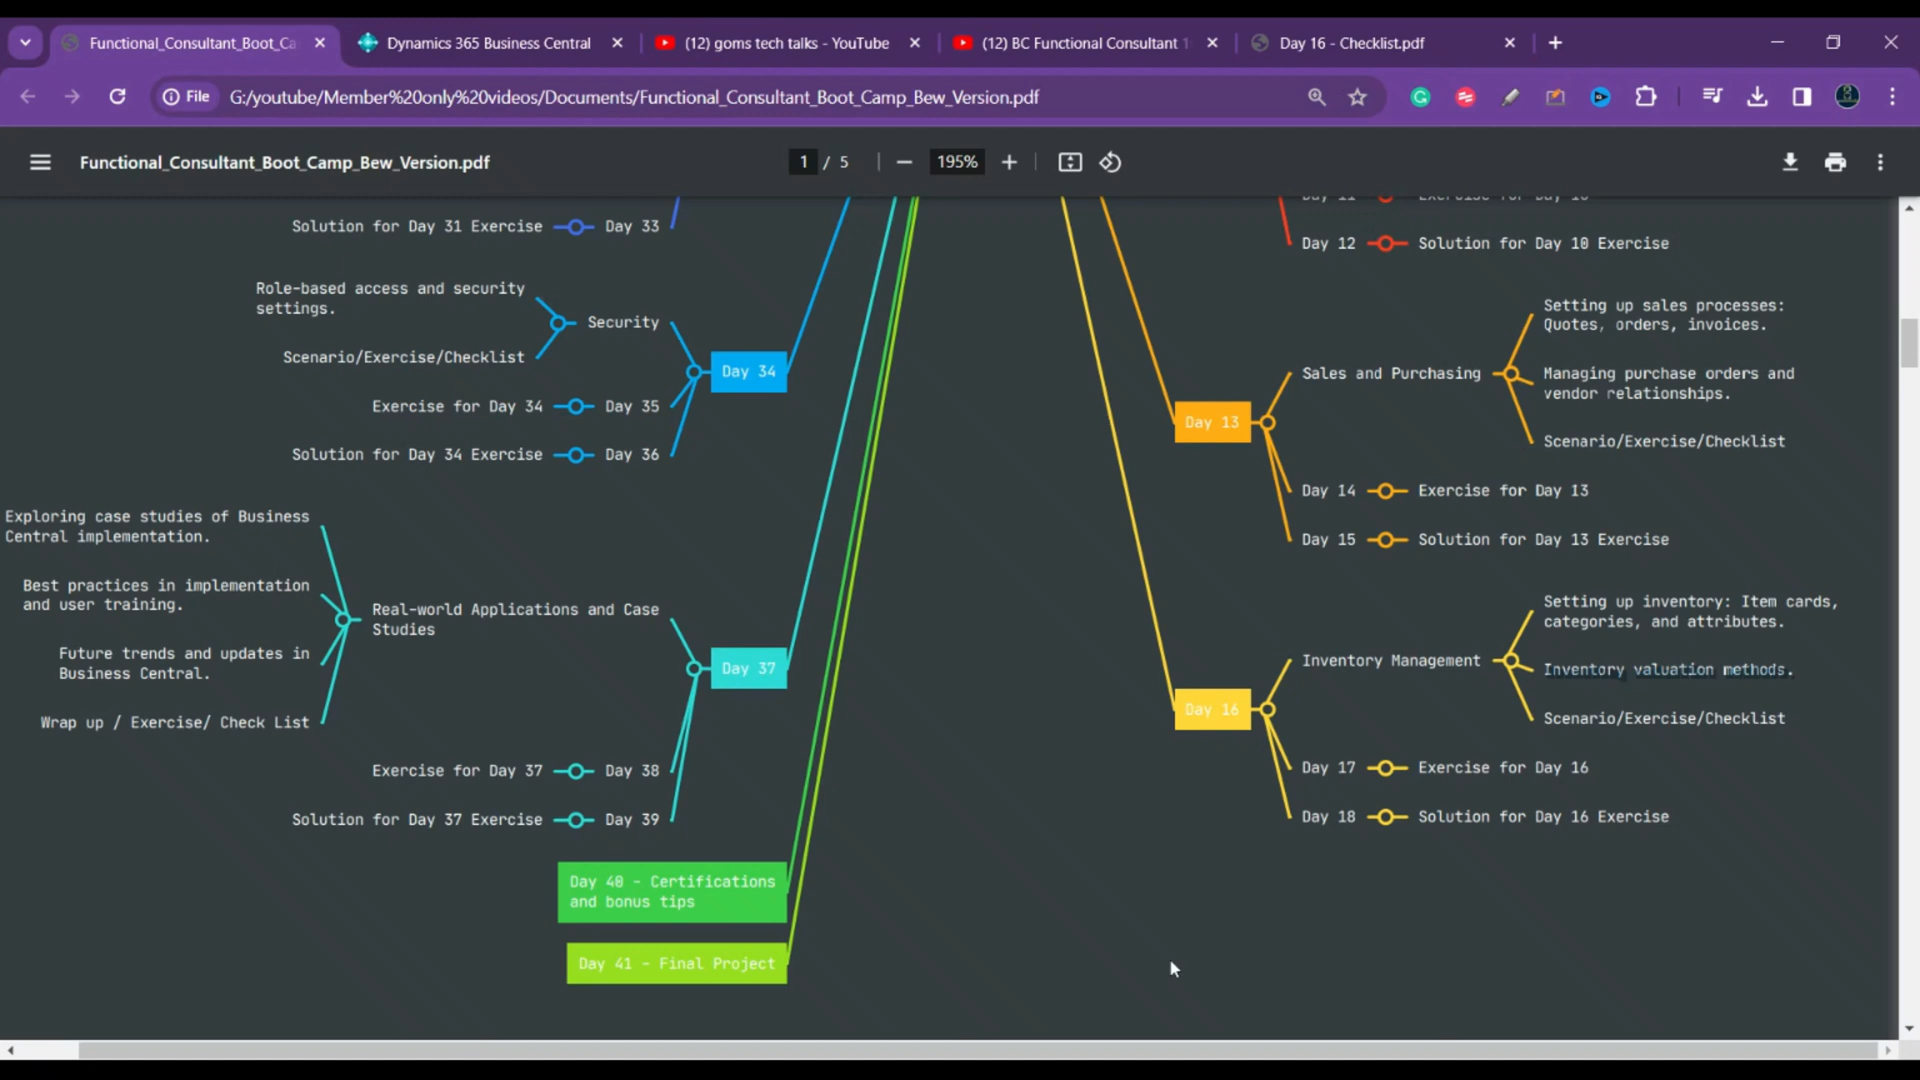 Functional_Consultant_Boot_Ca
Dynamics 365 Business Central
(12) goms tech talks - YouTube
(12) BC Functional Consultant 1
Day 16 - Checklist.pdf
File
G:/youtube/Member%20only%20videos/Documents/Functional_Consultant_Boot_Camp_Bew_Version.pdf
Functional_Consultant_Boot_Camp_Bew_Version.pdf
1 / 5
195%
Solution for Day 31 Exercise
Day 33
Role-based access and security
settings.
Security
Scenario/Exercise/Checklist
Day 34
Exercise for Day 34
Day 35
Solution for Day 34 Exercise
Day 36
Exploring case studies of Business
Central implementation.
Best practices in implementation
and user training.
Real-world Applications and Case
Studies
Future trends and updates in
Business Central.
Day 37
Wrap up / Exercise/ Check List
Exercise for Day 37
Day 38
Solution for Day 37 Exercise
Day 39
Day 40 - Certifications
and bonus tips
Day 41 - Final Project
Day 11
Exercise for Day 10
Day 12
Solution for Day 10 Exercise
Setting up sales processes:
Quotes, orders, invoices.
Sales and Purchasing
Managing purchase orders and
vendor relationships.
Day 13
Scenario/Exercise/Checklist
Day 14
Exercise for Day 13
Day 15
Solution for Day 13 Exercise
Setting up inventory: Item cards,
categories, and attributes.
Inventory Management
Inventory valuation methods.
Day 16
Scenario/Exercise/Checklist
Day 17
Exercise for Day 16
Day 18
Solution for Day 16 Exercise